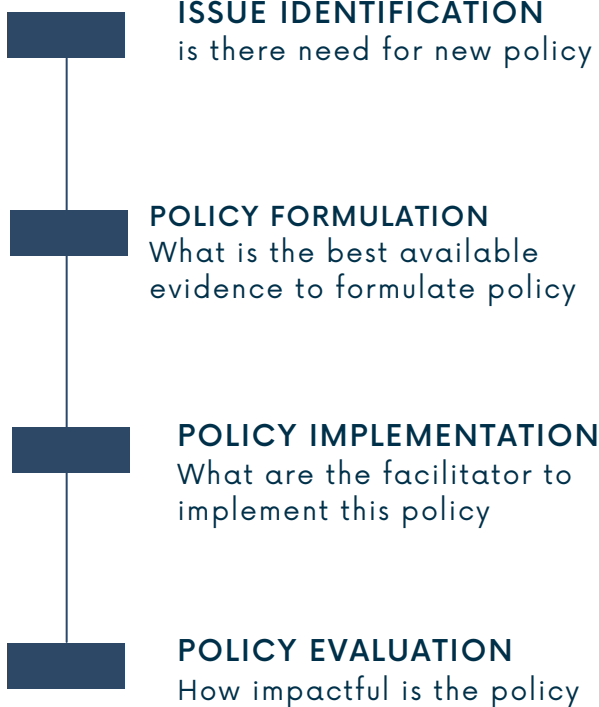 ISSUE IDENTIFICATION
is there need for new policy
POLICY FORMULATION
What is the best available
evidence to formulate policy
POLICY IMPLEMENTATION
What are the facilitator to
implement this policy
POLICY EVALUATION
How impactful is the policy